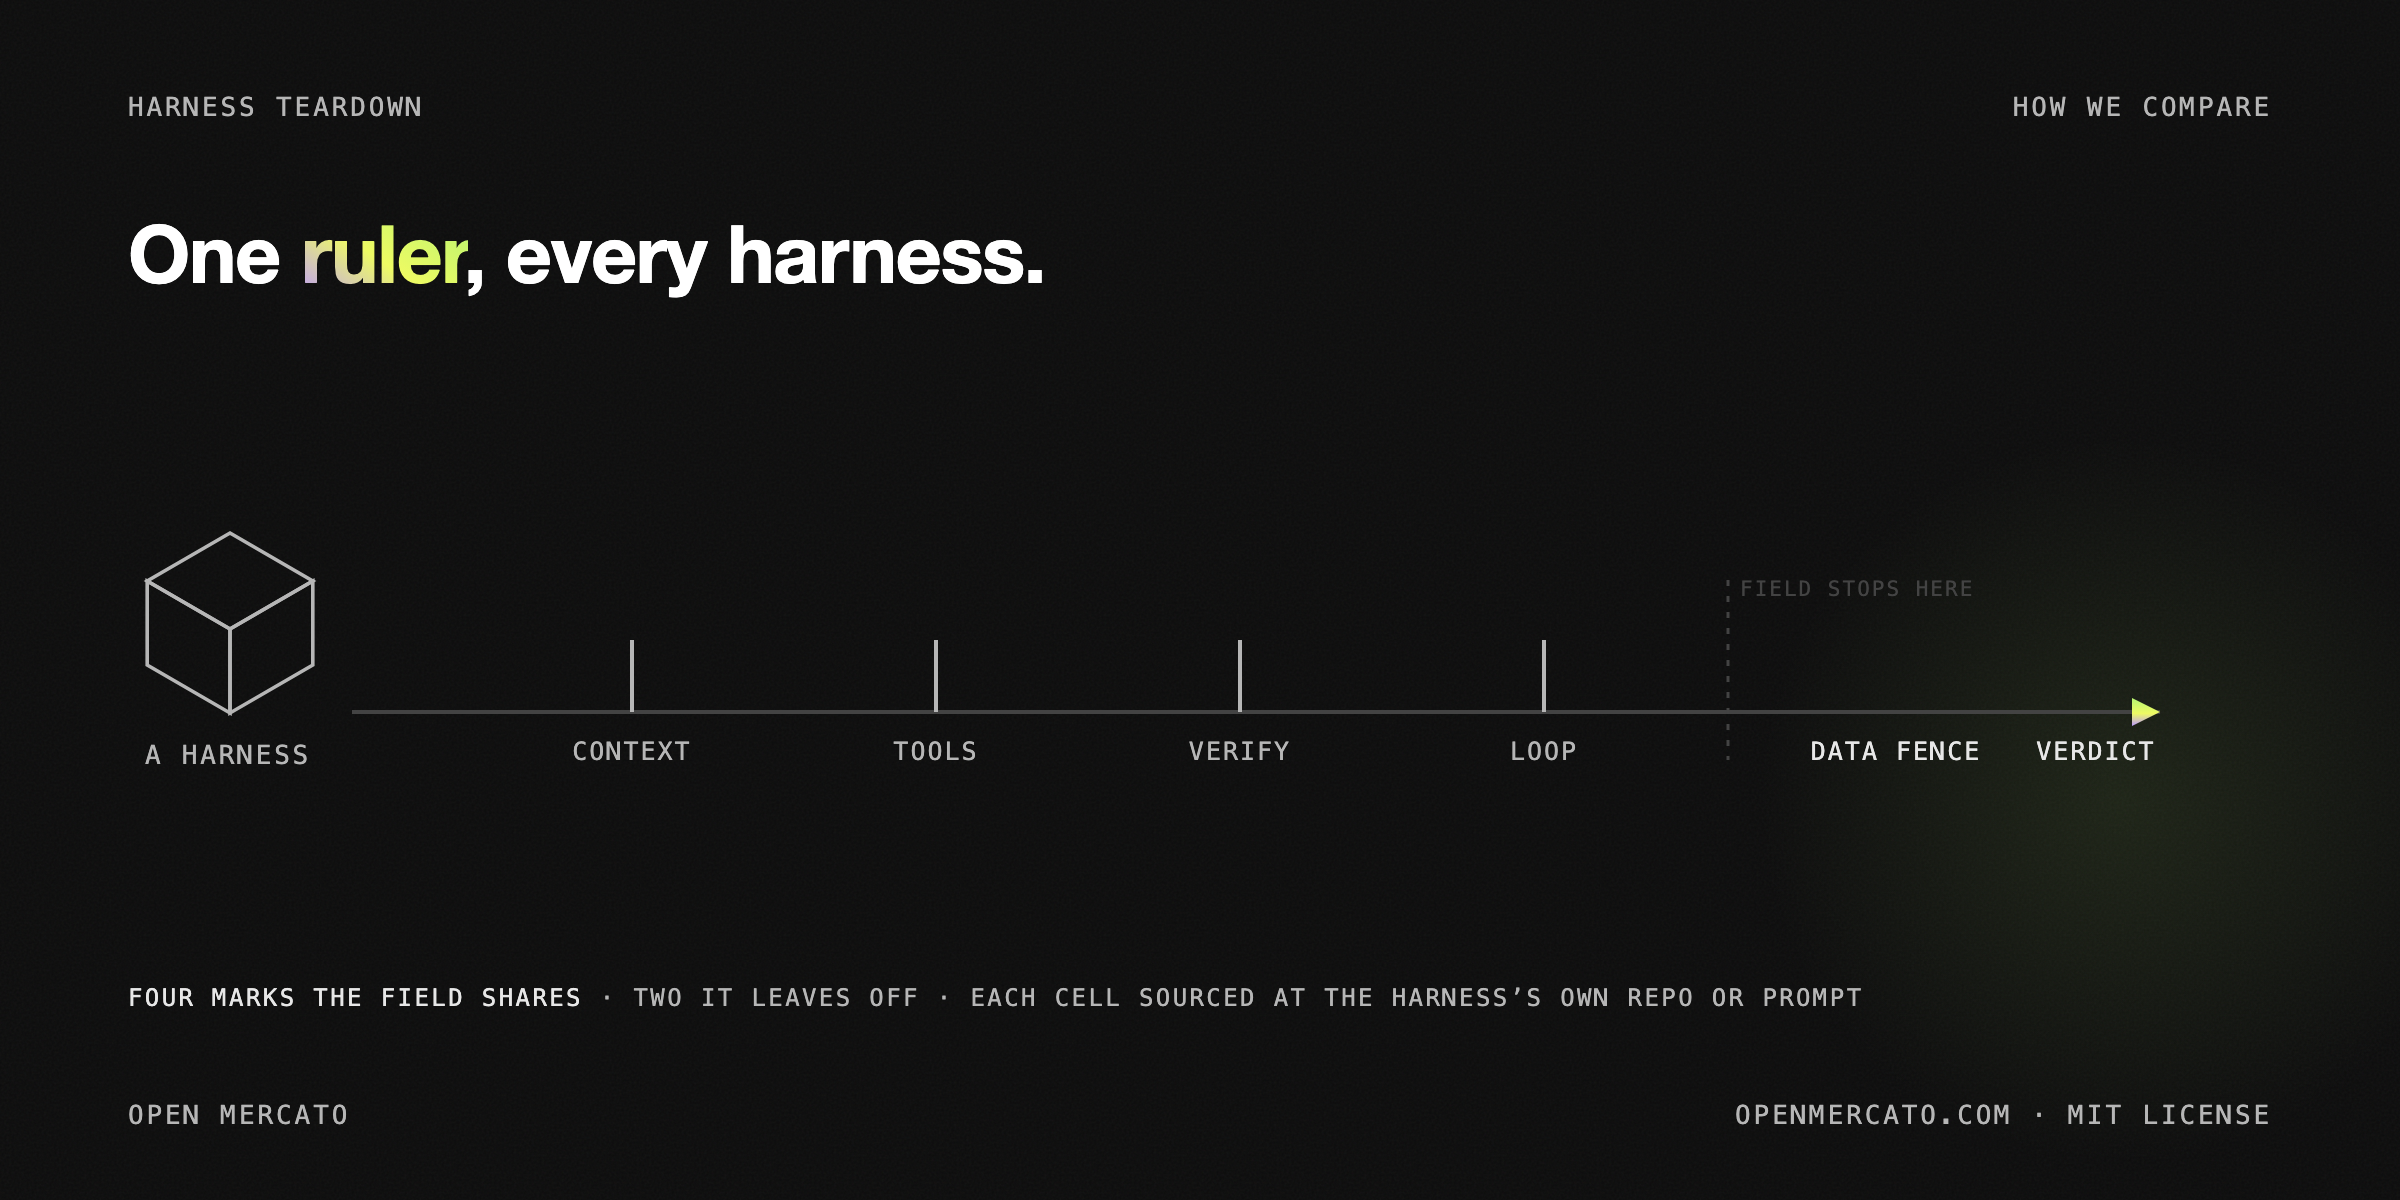 HARNESS TEARDOWN
HOW WE COMPARE
One ruler, every harness.
FIELD STOPS HERE
A HARNESS
CONTEXT
TOOLS
VERIFY
LOOP
DATA FENCE
VERDICT
FOUR MARKS THE FIELD SHARES · TWO IT LEAVES OFF · EACH CELL SOURCED AT THE HARNESS’S OWN REPO OR PROMPT
OPEN MERCATO
OPENMERCATO.COM · MIT LICENSE